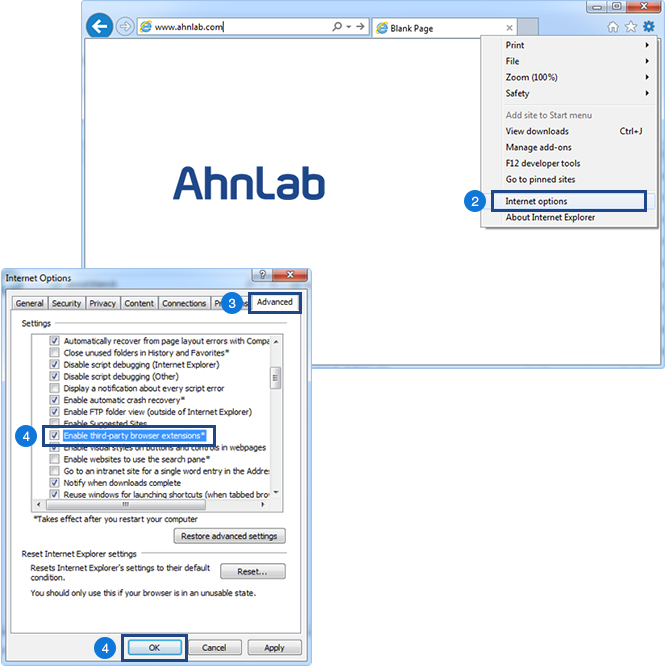 www.ahnlab.com
Blank Page
Print
File
Zoom (100%)
Safety
Add site to Start menu
View downloads Ctrl+J
Manage add-ons
F12 developer tools
Go to pinned sites
2 Internet options
About Internet Explorer
AhnLab
Internet Options
General Security Privacy Content Connections 3 Advanced
Settings
Automatically recover from page layout errors with Compa
Close unused folders in History and Favorites*
Disable script debugging (Internet Explorer)
Disable script debugging (Other)
Display a notification about every script error
Enable automatic crash recovery*
Enable FTP folder view (outside of Internet Explorer)
Enable Suggested Sites
4 Enable third-party browser extensions*
Enable visual styles on buttons and controls in webpages
Enable websites to use the search pane*
Go to an intranet site for a single word entry in the Addre
Notify when downloads complete
Reuse windows for launching shortcuts (when tabbed bro
*Takes effect after you restart your computer
Restore advanced settings
Reset Internet Explorer settings
Resets Internet Explorer's settings to their default
condition.
Reset...
You should only use this if your browser is in an unusable state.
4 OK Cancel Apply